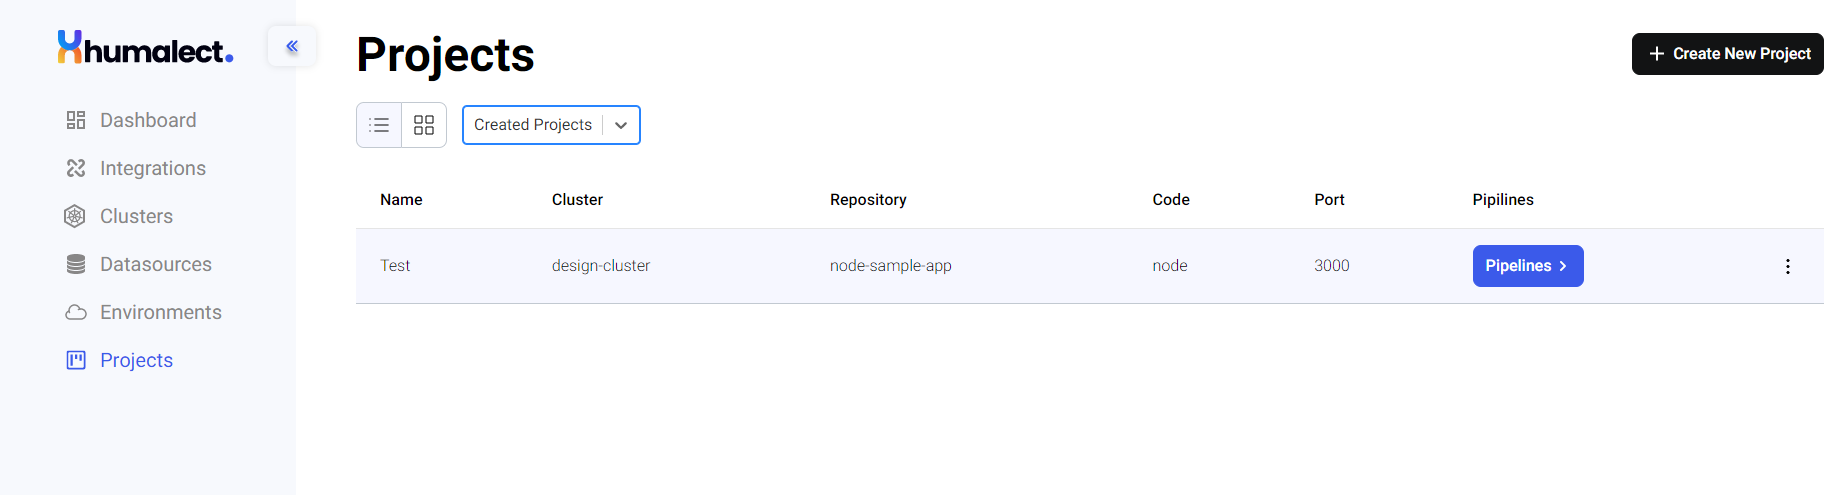 humalect.
Dashboard
Integrations
Clusters
Datasources
Environments
Projects
Projects
+ Create New Project
Created Projects
Name Cluster Repository Code Port Pipilines
Test design-cluster node-sample-app node 3000 Pipelines >